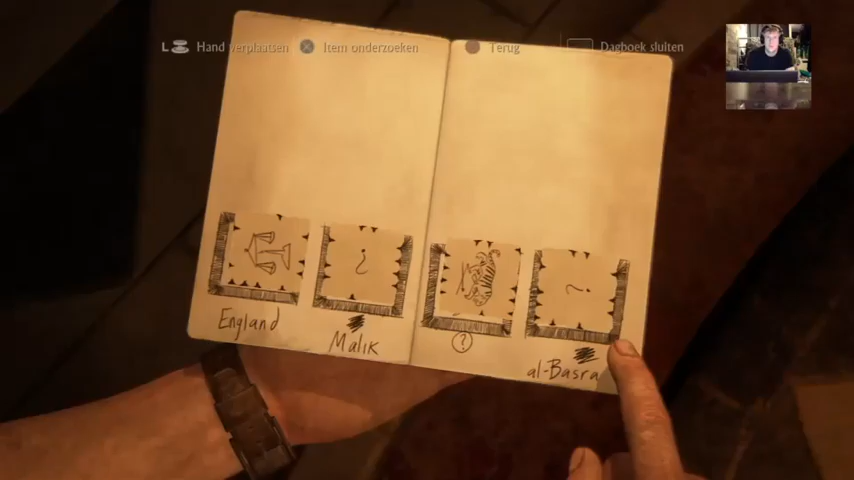 L Hand verplaatsen Item onderzoeken Terug Dagboek sluiten
England
Malik
?
al-Basra